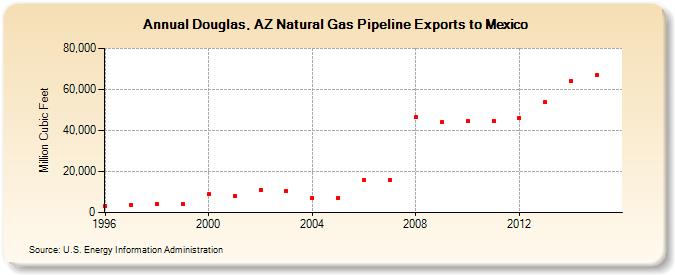 Annual Douglas, AZ Natural Gas Pipeline Exports to Mexico
Million Cubic Feet
80,000
60,000
40,000
20,000
0
1996 2000 2004 2008 2012
Source: U.S. Energy Information Administration